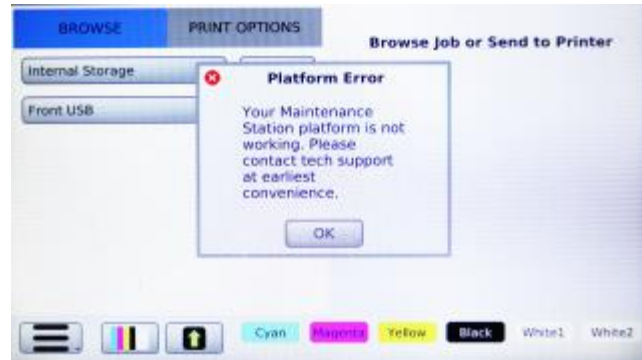 BROWSE
PRINT OPTIONS
Browse Job or Send to Printer
Internal Storage
Front USB
Platform Error
Your Maintenance
Station platform is not
working. Please
contact tech support
at earliest
convenience.
OK
Cyan
Magenta
Yellow
Black
White1
White2